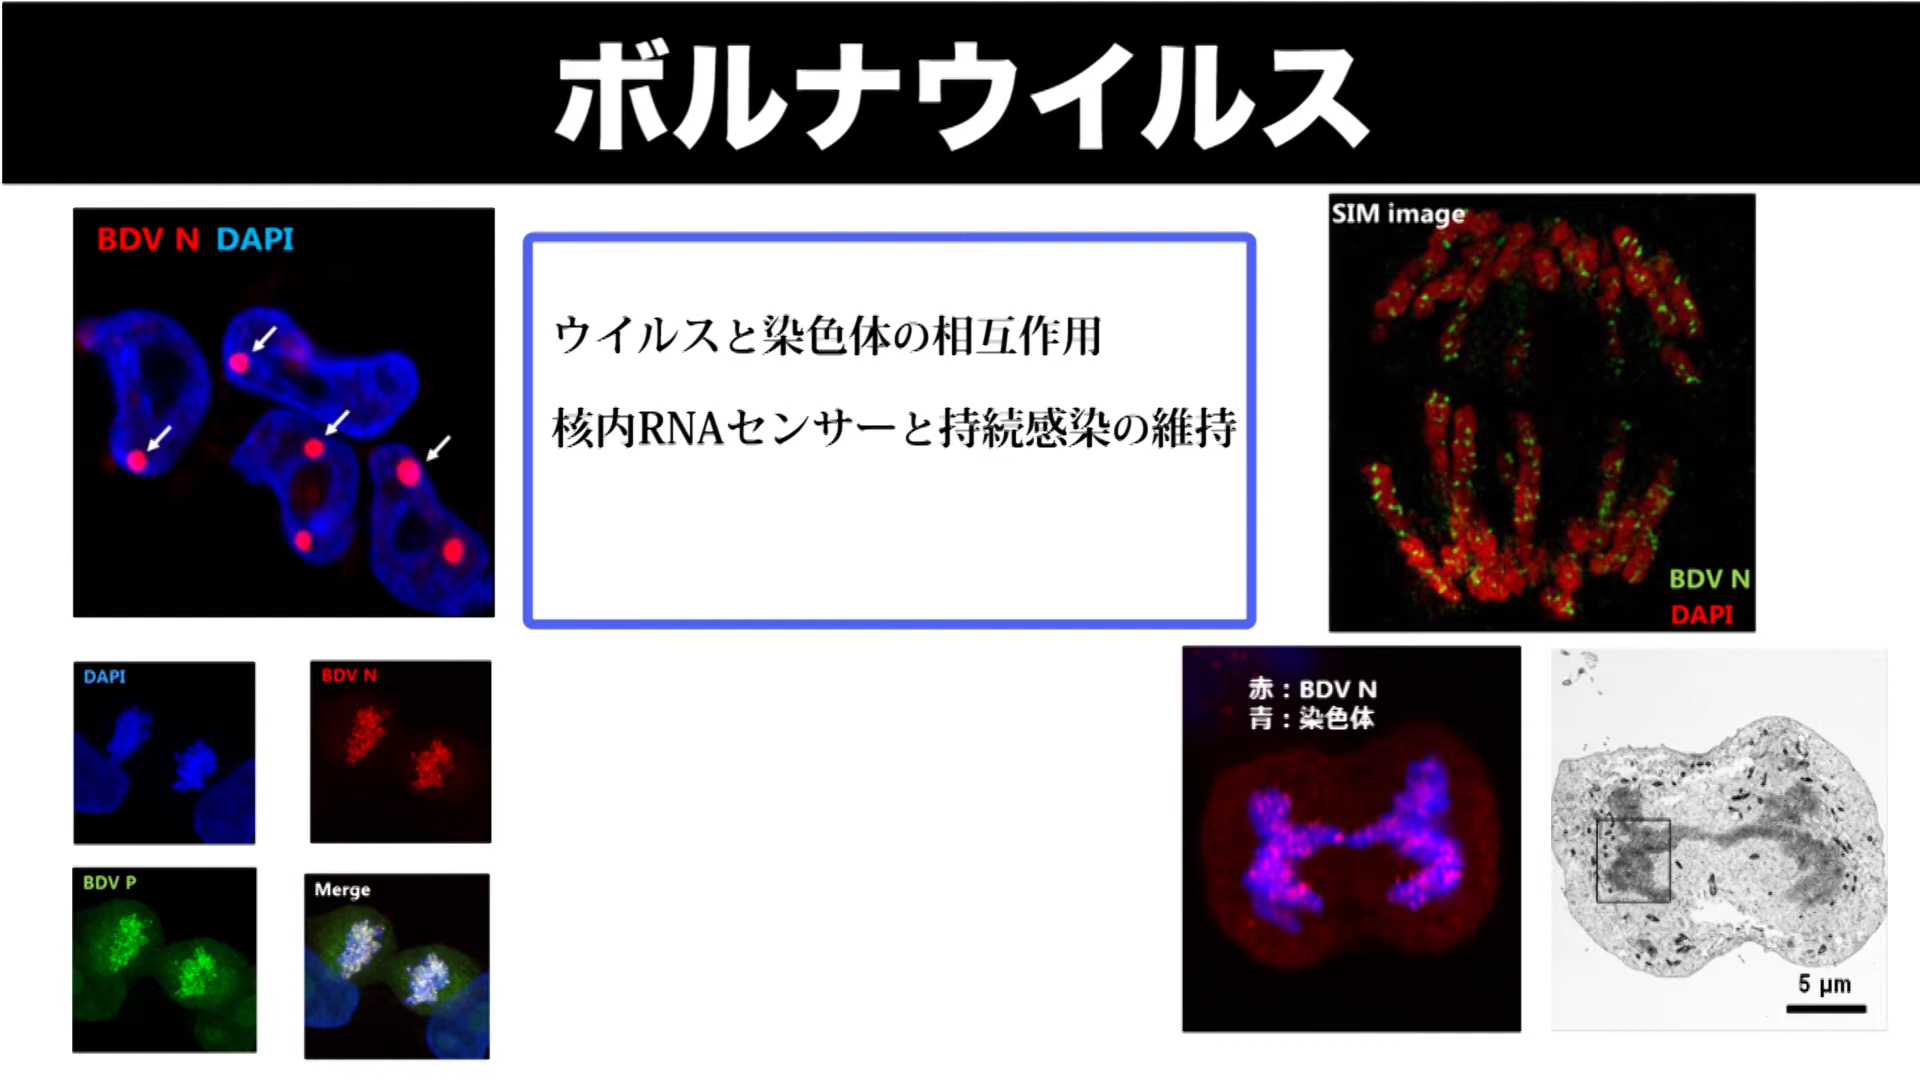 ボルナウイルス
BDV N DAPI
ウイルスと染色体の相互作用
核内RNAセンサーと持続感染の維持
SIM image
BDV N
DAPI
DAPI
BDV N
BDV P
Merge
赤：BDV N
青：染色体
5 μm